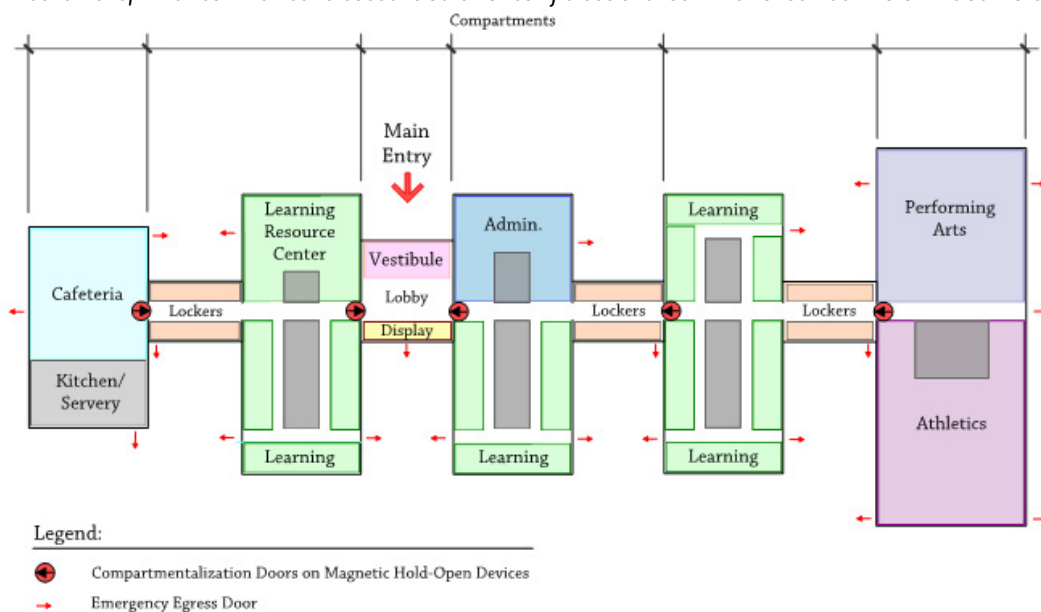 Compartments
Main
Entry
Learning
Resource
Center
Admin.
Learning
Performing
Arts
Vestibule
Cafeteria
Lobby
Lockers
Lockers
Lockers
Display
Kitchen/
Servery
Athletics
Learning
Learning
Learning
Legend:
Compartmentalization Doors on Magnetic Hold-Open Devices
Emergency Egress Door